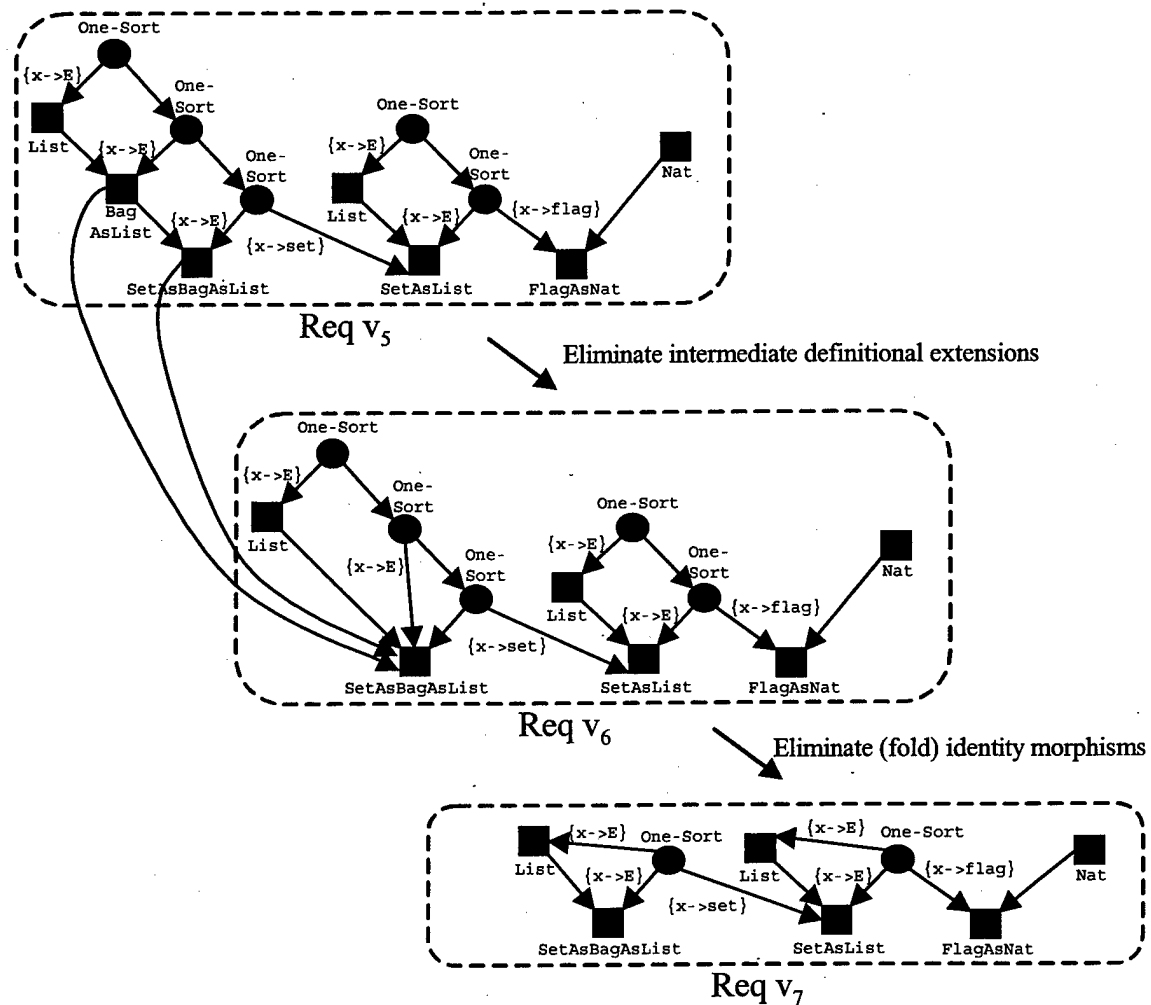 One-Sort
{x->E}
One-
Sort
One-Sort
List
{x->E}
One-
Sort
{x->E}
One-
Sort
Nat
Bag
AsList
{x->E}
List
{x->E}
{x->flag}
{x->set}
SetAsBagAsList
SetAsList
FlagAsNat
Req v5
Eliminate intermediate definitional extensions
One-Sort
{x->E}
One-
Sort
One-Sort
List
{x->E}
One-
Sort
{x->E}
One-
Sort
Nat
List
{x->E}
{x->flag}
{x->set}
SetAsBagAsList
SetAsList
FlagAsNat
Req v6
Eliminate (fold) identity morphisms
{x->E}
One-Sort
{x->E}
One-Sort
List
{x->E}
List
{x->E}
{x->flag}
Nat
{x->set}
SetAsBagAsList
SetAsList
FlagAsNat
Req v7